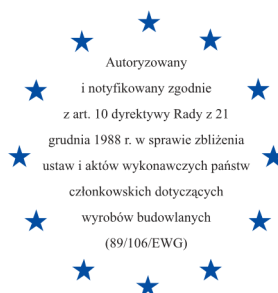 Autoryzowany
i notyfikowany zgodnie
z art. 10 dyrektywy Rady z 21
grudnia 1988 r. w sprawie zbliżenia
ustaw i aktów wykonawczych państw
członkowskich dotyczących
wyrobów budowlanych
(89/106/EWG)